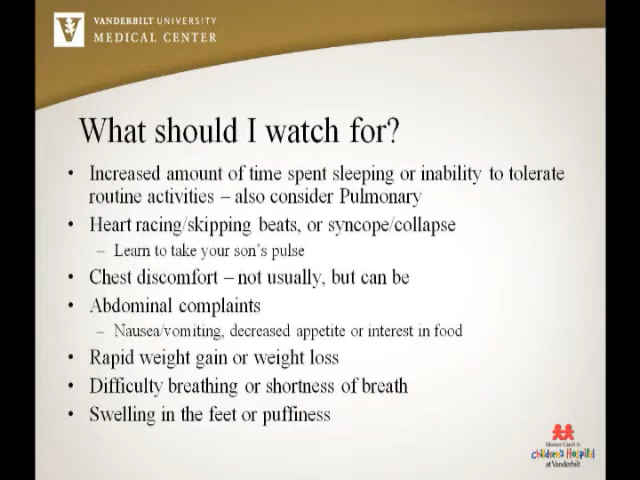 VANDERBILT UNIVERSITY
MEDICAL CENTER
What should I watch for?
• Increased amount of time spent sleeping or inability to tolerate
routine activities – also consider Pulmonary
• Heart racing/skipping beats, or syncope/collapse
– Learn to take your son's pulse
• Chest discomfort – not usually, but can be
• Abdominal complaints
– Nausea/vomiting, decreased appetite or interest in food
• Rapid weight gain or weight loss
• Difficulty breathing or shortness of breath
• Swelling in the feet or puffiness
Monroe Carell Jr.
Children's Hospital
at Vanderbilt